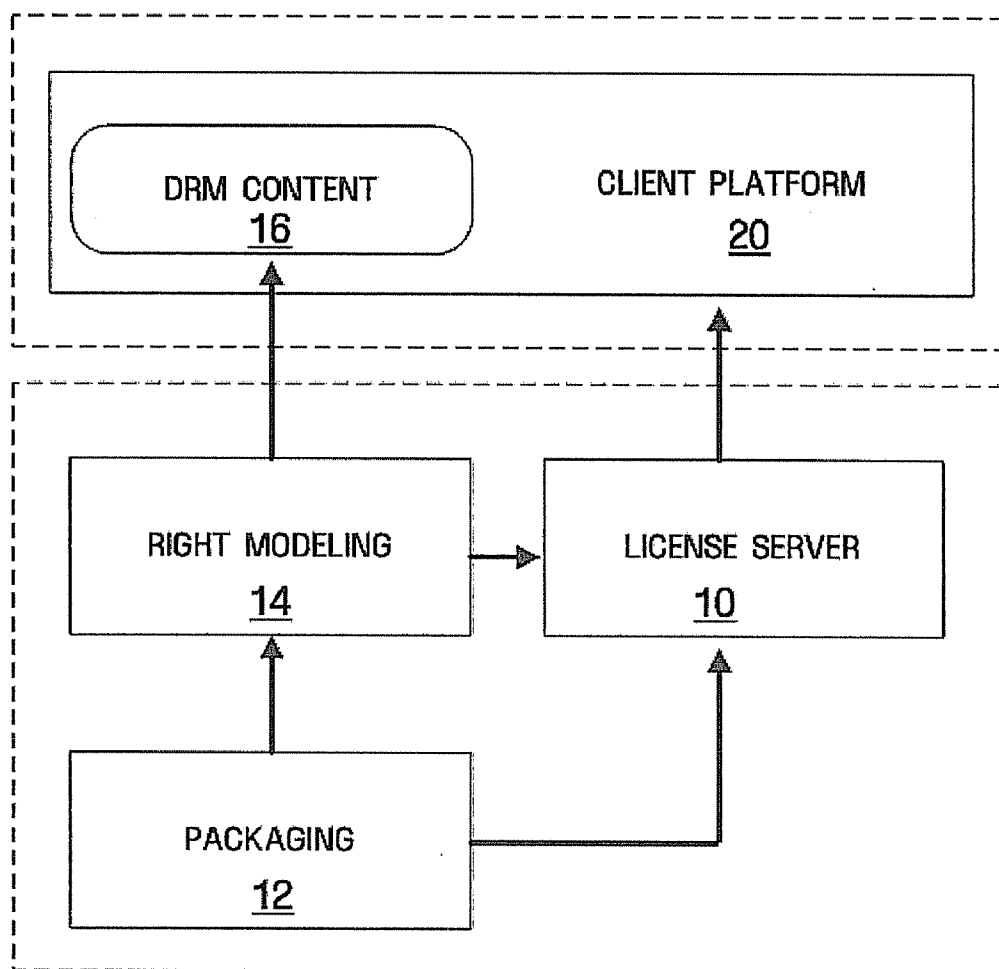 DRM CONTENT
16
CLIENT PLATFORM
20
RIGHT MODELING
14
LICENSE SERVER
10
PACKAGING
12